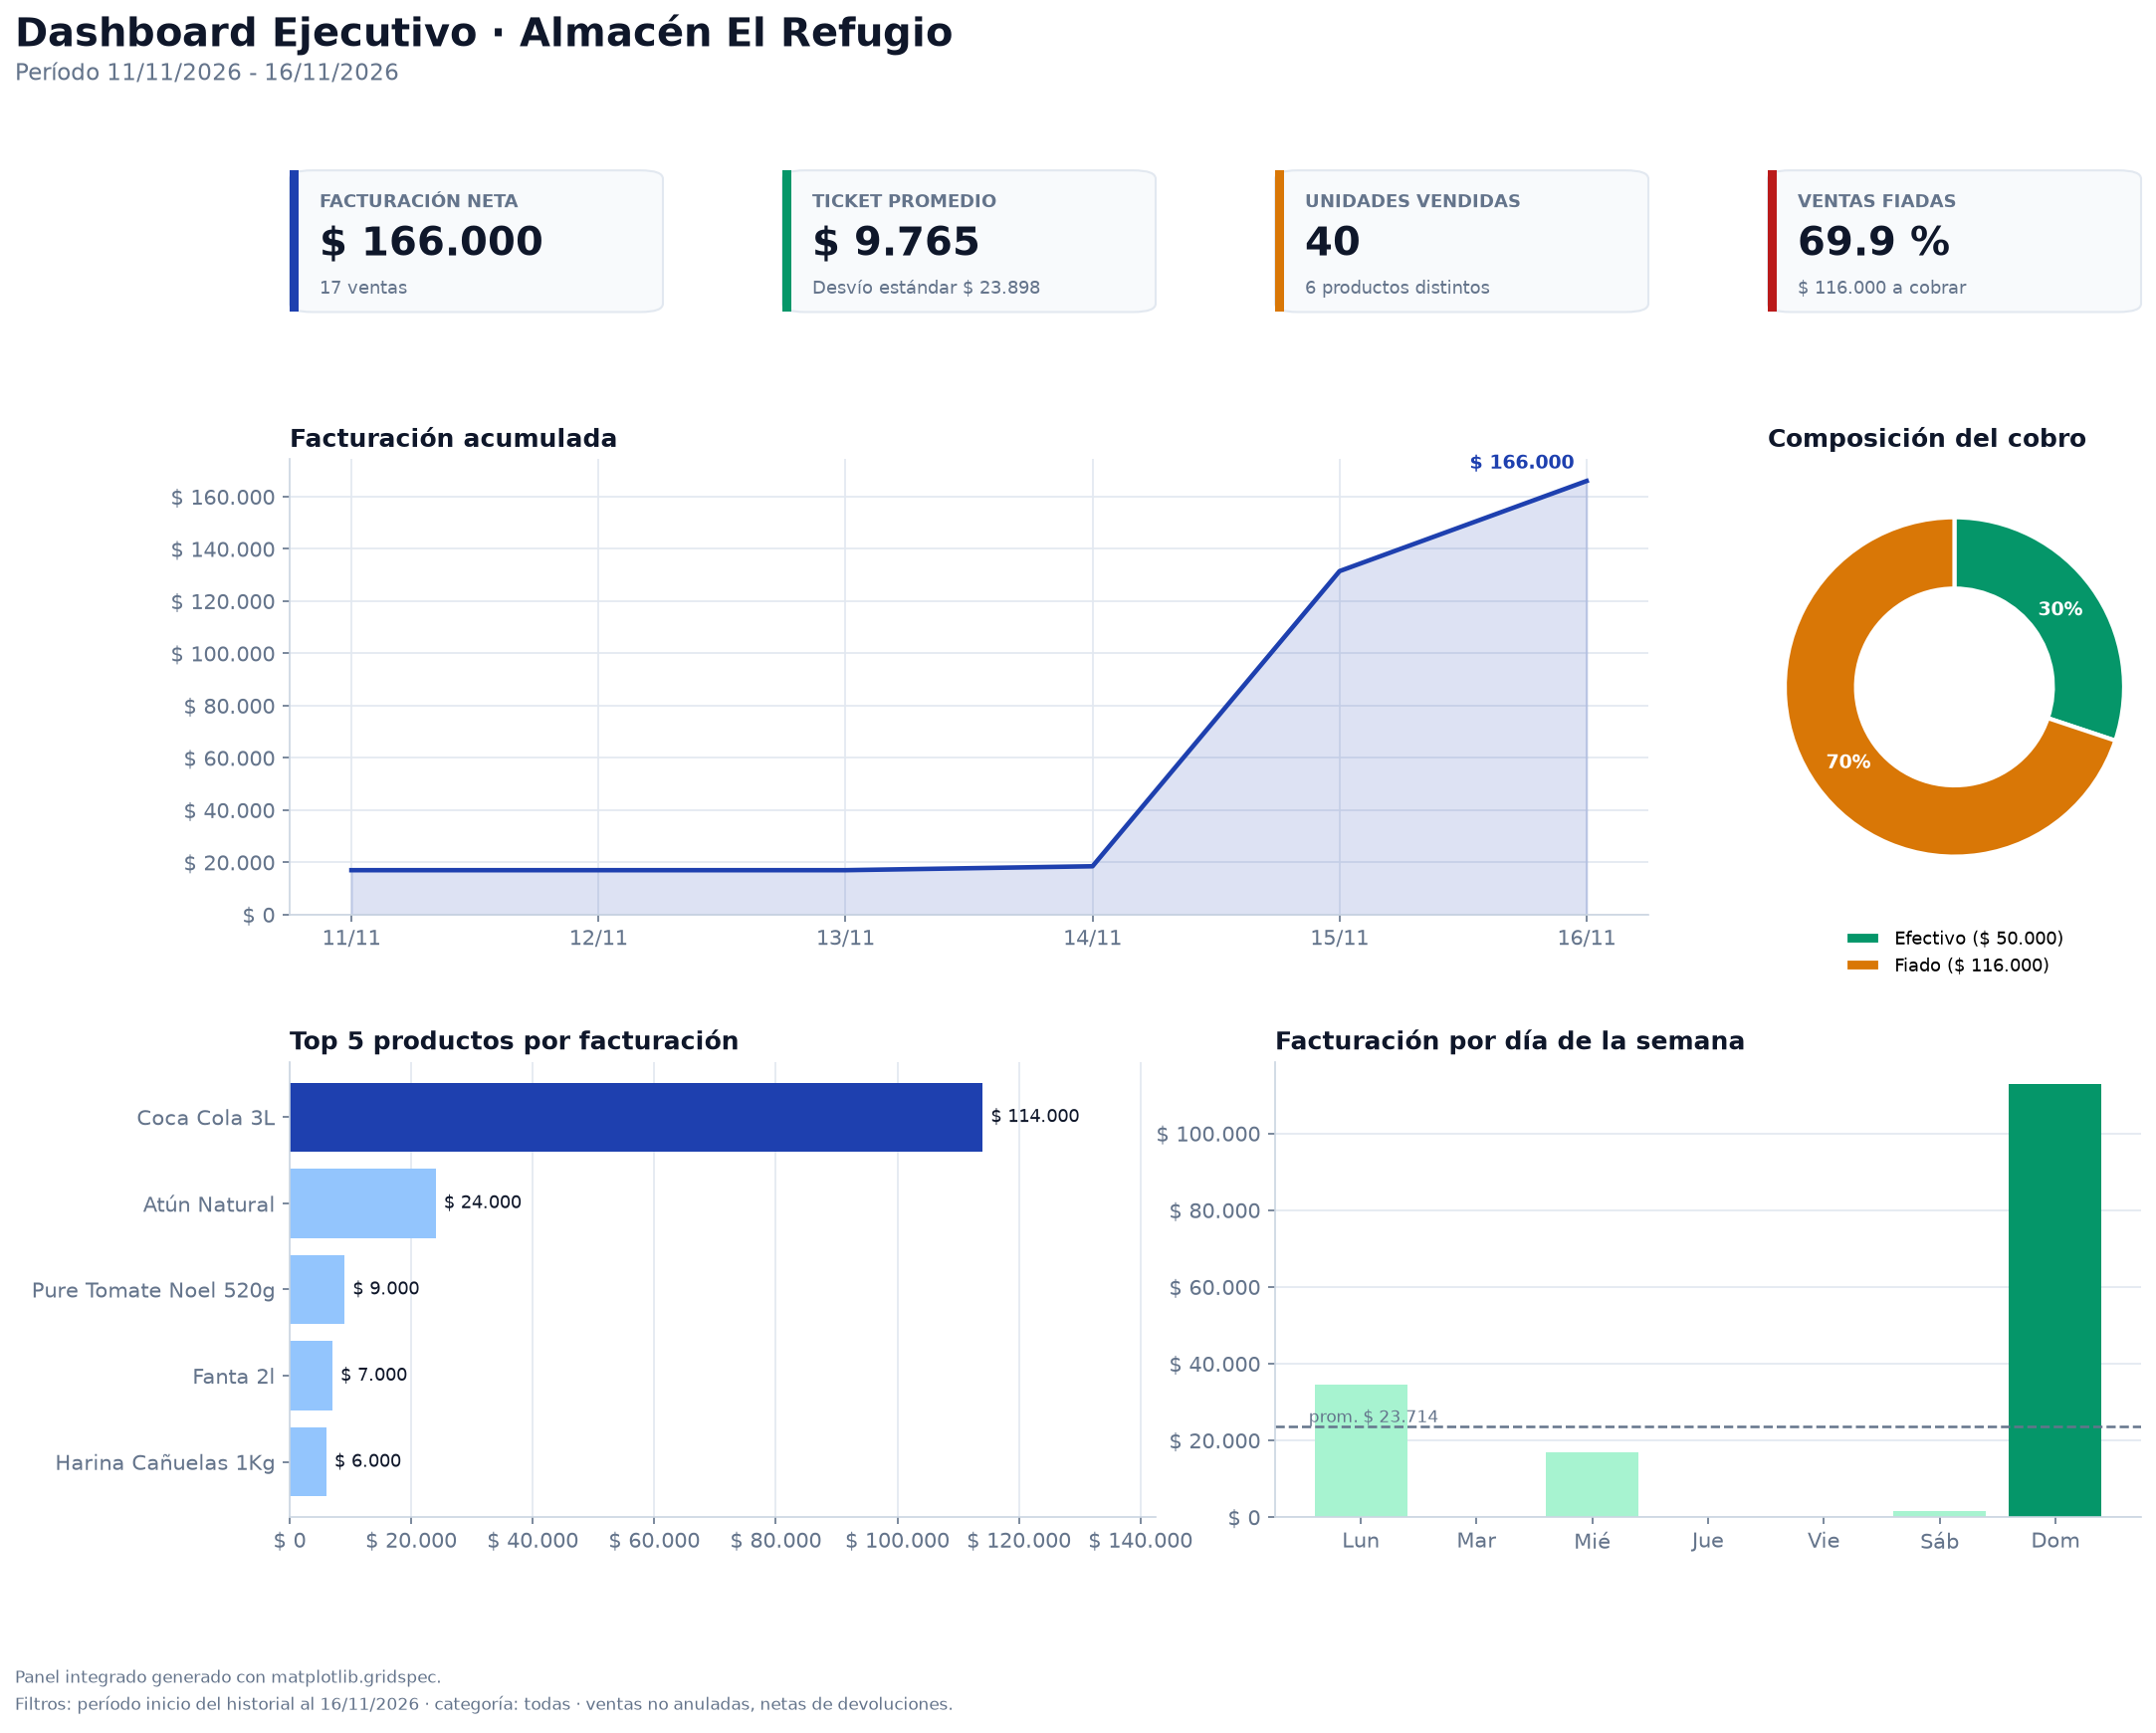 Dashboard Ejecutivo · Almacén El Refugio
Período 11/11/2026 - 16/11/2026
FACTURACIÓN NETA
$ 166.000
17 ventas
TICKET PROMEDIO
$ 9.765
Desvío estándar $ 23.898
UNIDADES VENDIDAS
40
6 productos distintos
VENTAS FIADAS
69.9 %
$ 116.000 a cobrar
Facturación acumulada
$ 166.000
$ 160.000
$ 140.000
$ 120.000
$ 100.000
$ 80.000
$ 60.000
$ 40.000
$ 20.000
$ 0
11/11 12/11 13/11 14/11 15/11 16/11
Composición del cobro
30%
70%
Efectivo ($ 50.000)
Fiado ($ 116.000)
Top 5 productos por facturación
Coca Cola 3L $ 114.000
Atún Natural $ 24.000
Pure Tomate Noel 520g $ 9.000
Fanta 2l $ 7.000
Harina Cañuelas 1Kg $ 6.000
$ 0 $ 20.000 $ 40.000 $ 60.000 $ 80.000 $ 100.000 $ 120.000 $ 140.000
Facturación por día de la semana
$ 100.000
$ 80.000
$ 60.000
$ 40.000
prom. $ 23.714
$ 20.000
$ 0
Lun Mar Mié Jue Vie Sáb Dom
Panel integrado generado con matplotlib.gridspec.
Filtros: período inicio del historial al 16/11/2026 · categoría: todas · ventas no anuladas, netas de devoluciones.